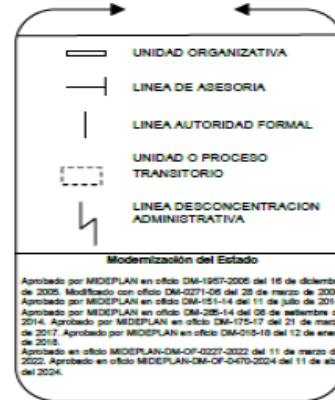 UNIDAD ORGANIZATIVA
LINEA DE ASESORIA
LINEA AUTORIDAD FORMAL
UNIDAD O PROCESO
TRANSITORIO
LINEA DESCONCENTRACION
ADMINISTRATIVA
Modernización del Estado
Aprobado por MIDEPLAN en oficio DM-1957-2005 del 16 de diciembre
de 2005. Modificado con oficio DM-0271-06 del 28 de marzo de
Aprobado por MIDEPLAN en oficio DM-151-14 del 11 de julio de
Aprobado por MIDEPLAN en oficio DM-286-14 del 08 de setiembre
2014. Aprobado por MIDEPLAN en oficio DM-175-17 del 21 de
de 2017. Aprobado por MIDEPLAN en oficio DM-018-18 del 12 de
de 2018.
Aprobado en oficio MIDEPLAN-DM-OF-0227-2022 del 11 de marzo
2022. Aprobado en oficio MIDEPLAN-DM-OF-0470-2024 del 11 de
del 2024.